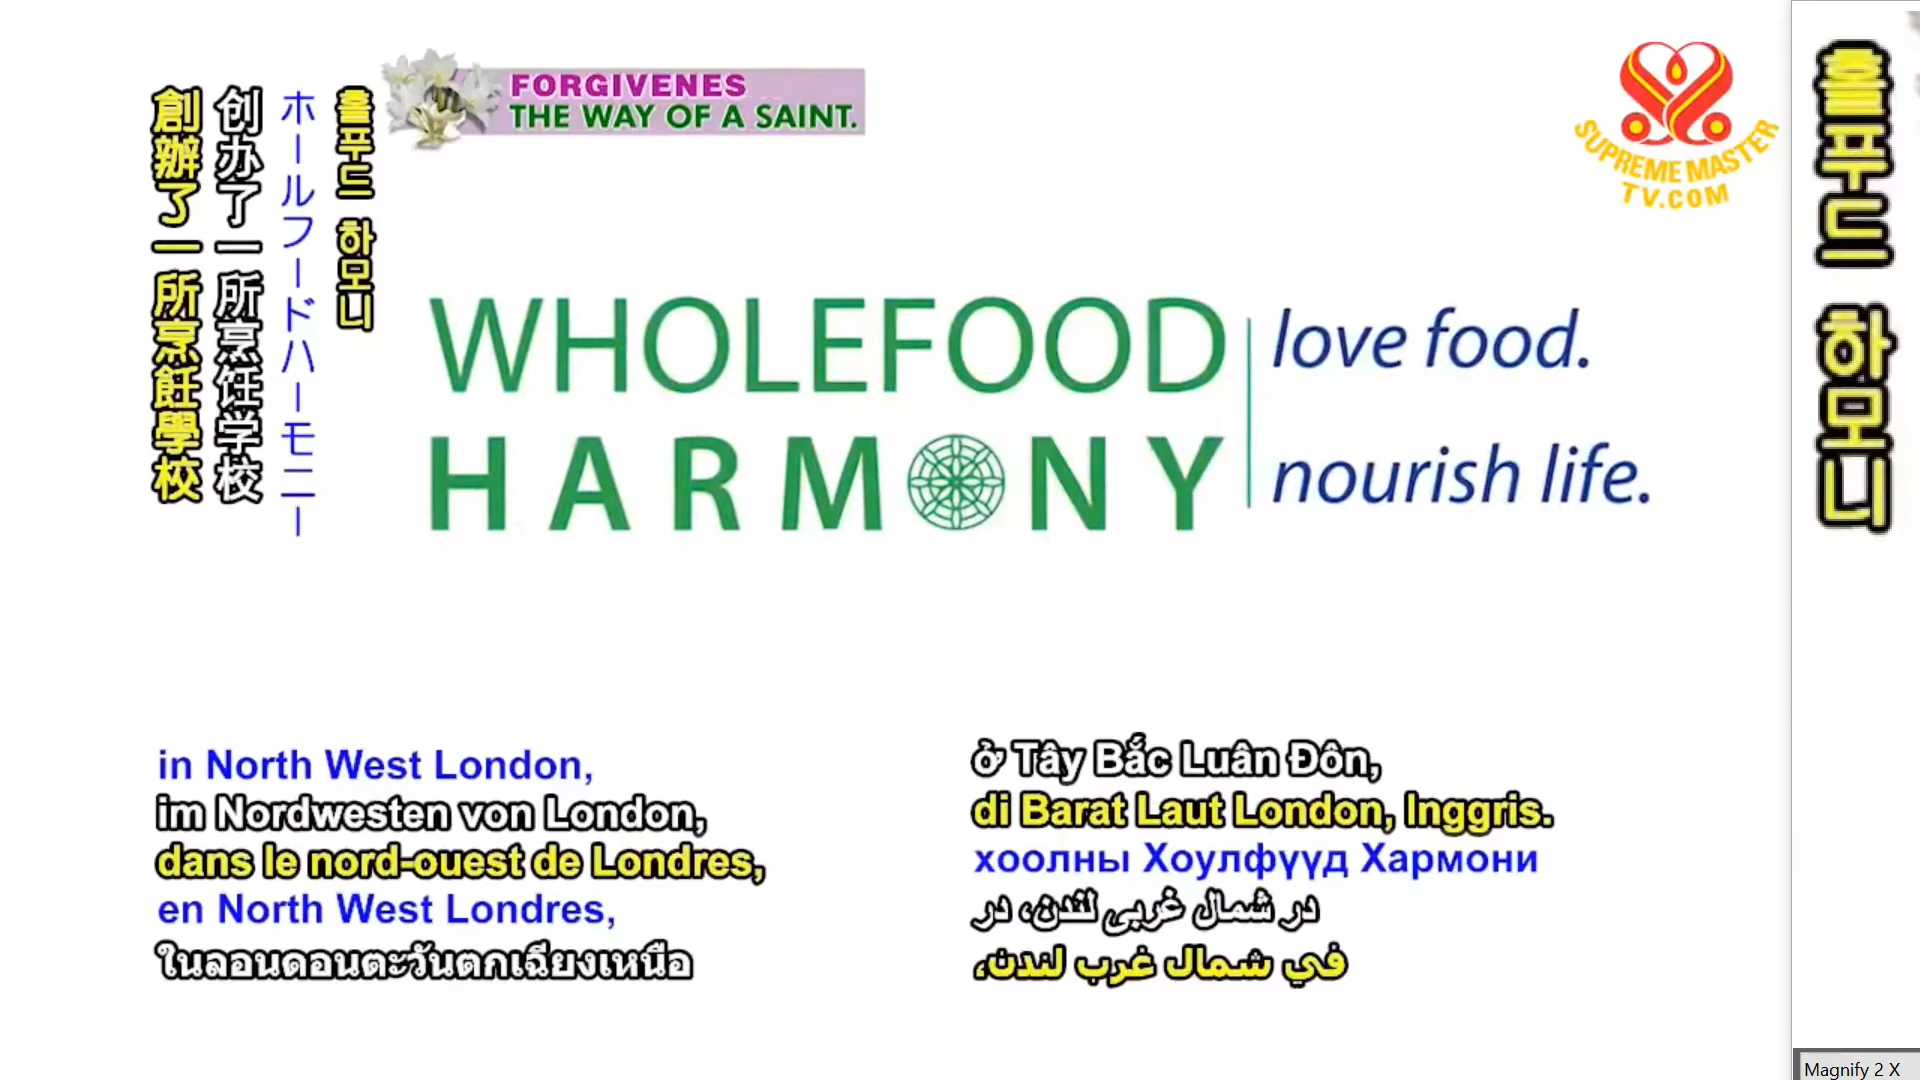 創辦了一所烹飪學校
创办了一所烹饪学校
ホールフードハーモニー
홀푸드 하모니
FORGIVENES
THE WAY OF A SAINT.
SUPREME MASTER
TV.COM
홀푸드 하모니
WHOLEFOOD
HARMONY
love food.
nourish life.
in North West London,
im Nordwesten von London,
dans le nord-ouest de Londres,
en North West Londres,
ในลอนดอนตะวันตกเฉียงเหนือ
ở Tây Bắc Luân Đôn,
di Barat Laut London, Inggris.
хоолны Хоулфүүд Хармони
در شمال غربی لندن، در
في شمال غرب لندن،
Magnify 2 X